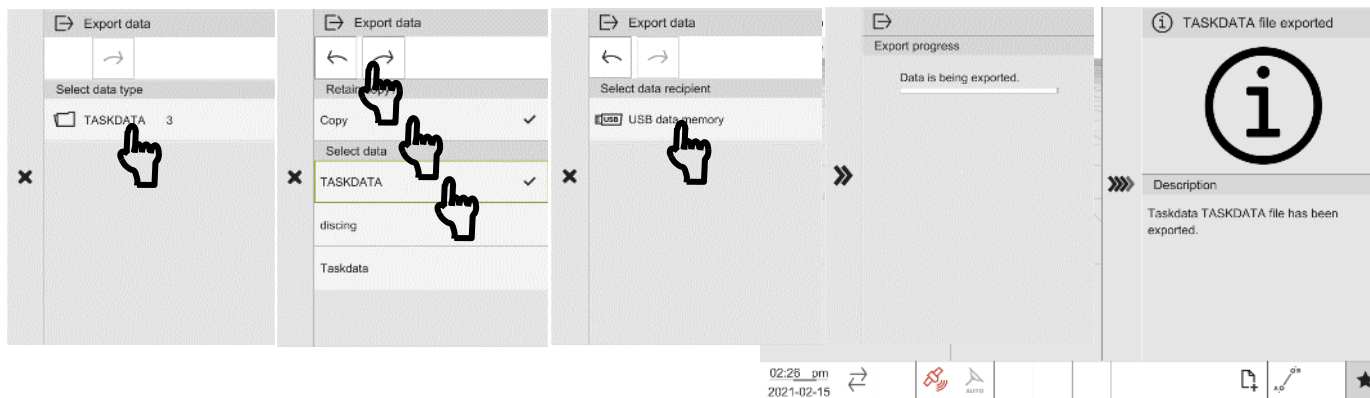 Export data
Select data type
TASKDATA 3
Export data
Copy
Select data
TASKDATA
discing
Taskdata
Export data
Select data recipient
USB USB data memory
Export progress
Data is being exported.
TASKDATA file exported
Description
Taskdata TASKDATA file has been
exported.
02:26 pm
2021-02-15
AUTO